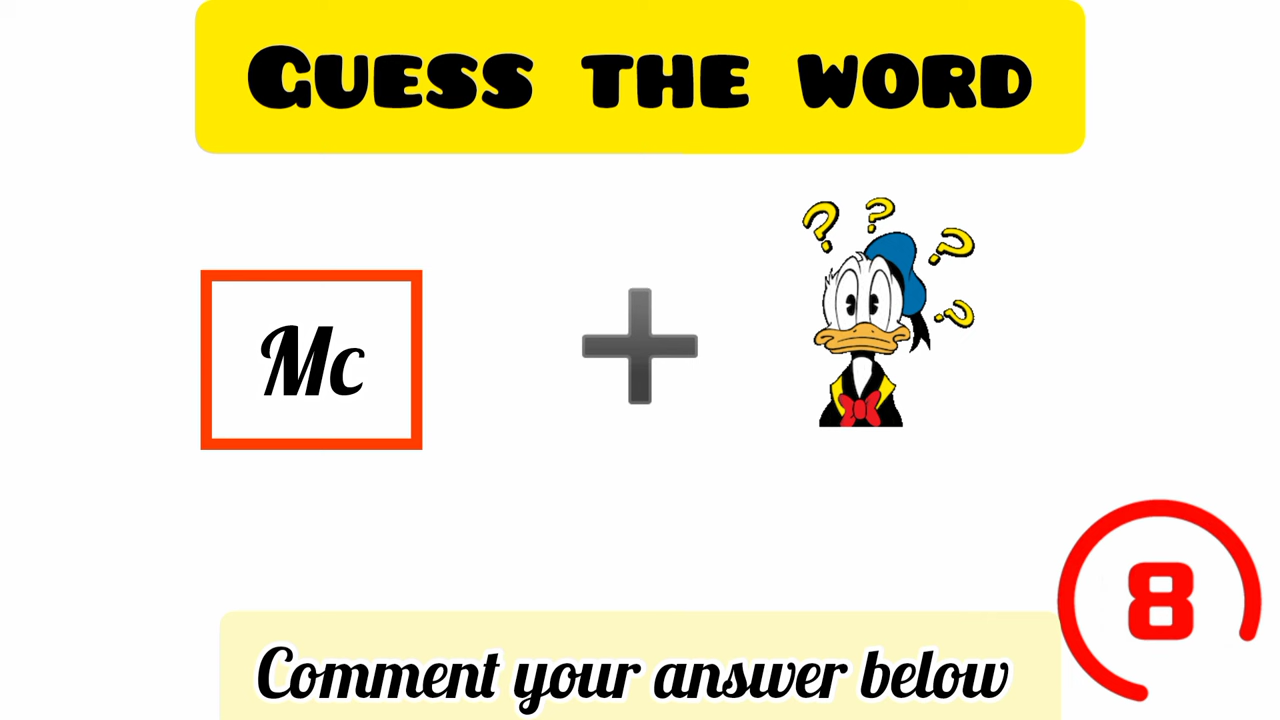 GUESS THE WORD
? ? ? ?
Mc
8
Comment your answer below